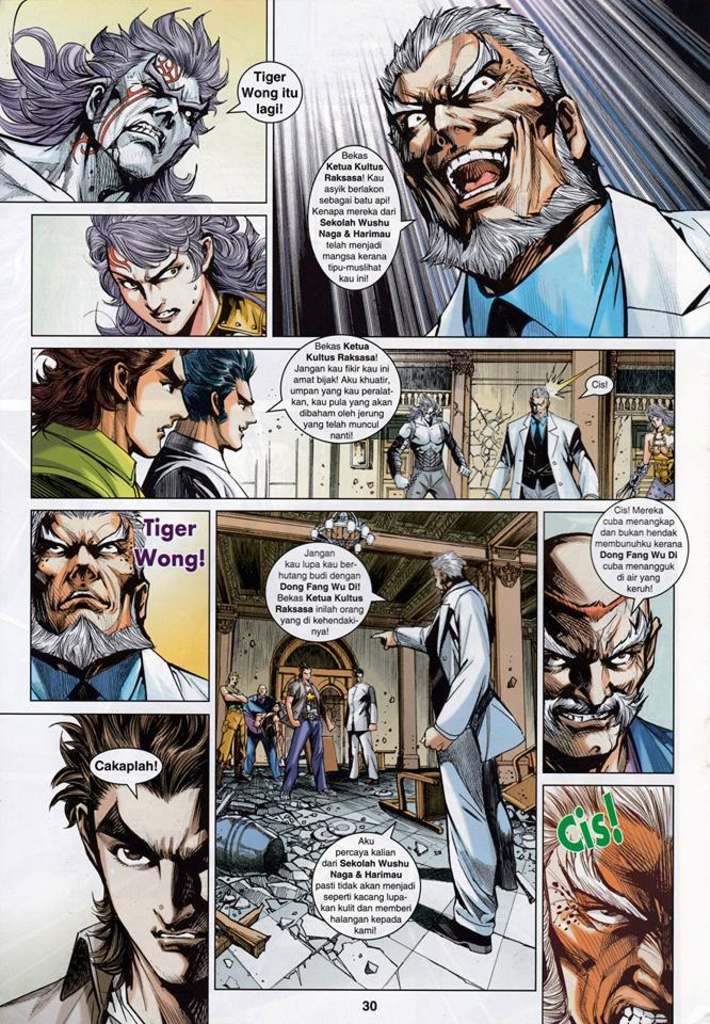 Tiger
Wong itu
lagi!
Bekas
Ketua Kultus
Raksasa! Kau
asyik berlakon
sebagai batu api!
Kenapa mereka dari
Sekolah Wushu
Naga & Harimau
telah menjadi
mangsa kerana
tipu-muslihat
kau ini!
Bekas Ketua
Kultus Raksasa!
Jangan kau fikir kau ini
amat bijak! Aku khuatir,
umpan yang kau peralat-
kan, kau pula yang akan
dibaham oleh jerung
yang telah muncul
nanti!
Cis!
Tiger
Wong!
Jangan
kau lupa kau ber-
hutang budi dengan
Dong Fang Wu Di!
Bekas Ketua Kultus
Raksasa inilah orang
yang di kehendaki-
nya!
Cis! Mereka
cuba menangkap
dan bukan hendak
membunuhku kerana
Dong Fang Wu Di
cuba menangguk
di air yang
keruh!
Cakaplah!
Aku
percaya kalian
dari Sekolah Wushu
Naga & Harimau
pasti tidak akan menjadi
seperti kacang lupa-
kan kulit dan memberi
halangan kepada
kami!
Cis!
30